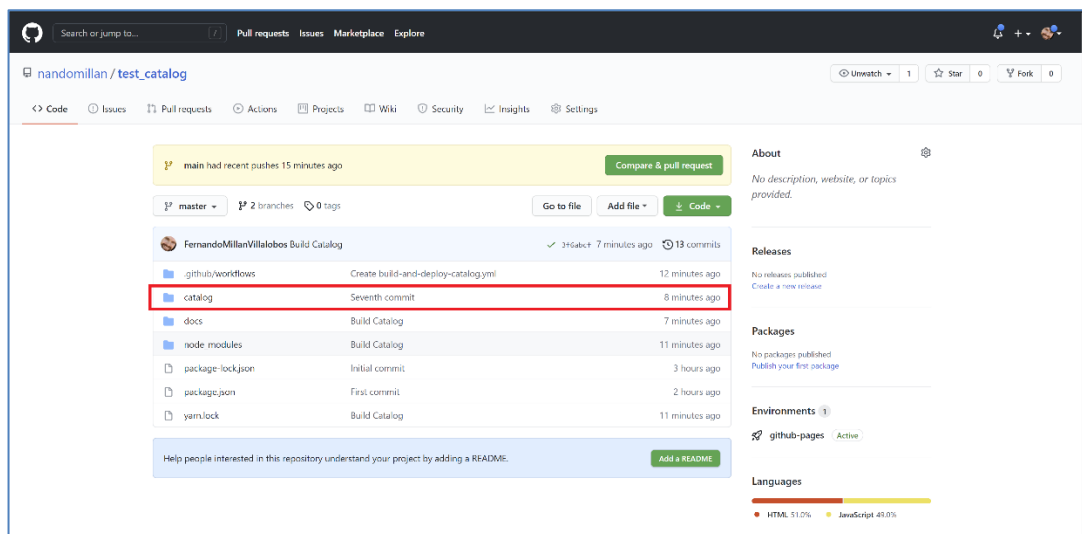 Search or jump to... / Pull requests Issues Marketplace Explore
nandomillan / test_catalog Unwatch 1 Star 0 Fork 0
Code Issues Pull requests Actions Projects Wiki Security Insights Settings
main had recent pushes 15 minutes ago Compare & pull request
master 2 branches 0 tags Go to file Add file Code
FernandoMillanVillalobos Build Catalog 7 minutes ago 13 commits
.github/workflows Create build-and-deploy-catalog.yml 12 minutes ago
catalog Seventh commit 8 minutes ago
docs Build Catalog 7 minutes ago
node_modules Build Catalog 11 minutes ago
package-lock.json Initial commit 3 hours ago
package.json First commit 2 hours ago
yarn.lock Build Catalog 11 minutes ago
Help people interested in this repository understand your project by adding a README. Add a README
About
No description, website, or topics
provided.
Releases
No releases published
Create a new release
Packages
No packages published
Publish your first package
Environments 1
github-pages Active
Languages
HTML 51.0% JavaScript 49.0%